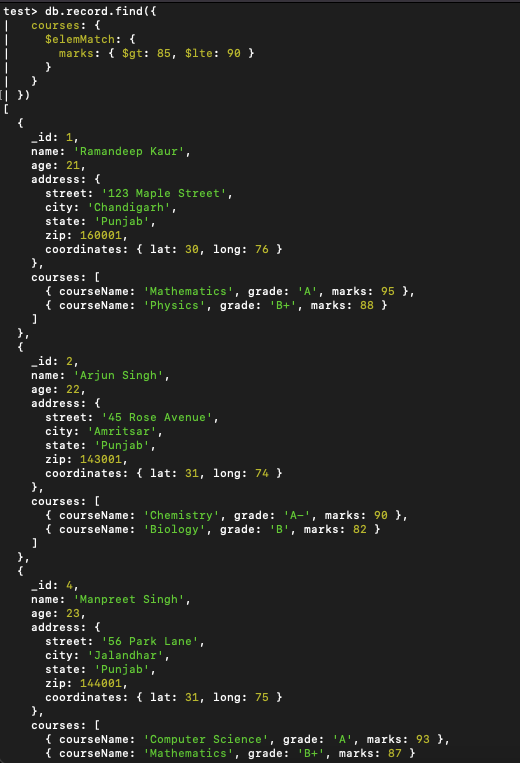 test> db.record.find({
|   courses: {
|     $elemMatch: {
|       marks: { $gt: 85, $lte: 90 }
|     }
|   }
[| })
[
  {
    _id: 1,
    name: 'Ramandeep Kaur',
    age: 21,
    address: {
      street: '123 Maple Street',
      city: 'Chandigarh',
      state: 'Punjab',
      zip: 160001,
      coordinates: { lat: 30, long: 76 }
    },
    courses: [
      { courseName: 'Mathematics', grade: 'A', marks: 95 },
      { courseName: 'Physics', grade: 'B+', marks: 88 }
    ]
  },
  {
    _id: 2,
    name: 'Arjun Singh',
    age: 22,
    address: {
      street: '45 Rose Avenue',
      city: 'Amritsar',
      state: 'Punjab',
      zip: 143001,
      coordinates: { lat: 31, long: 74 }
    },
    courses: [
      { courseName: 'Chemistry', grade: 'A-', marks: 90 },
      { courseName: 'Biology', grade: 'B', marks: 82 }
    ]
  },
  {
    _id: 4,
    name: 'Manpreet Singh',
    age: 23,
    address: {
      street: '56 Park Lane',
      city: 'Jalandhar',
      state: 'Punjab',
      zip: 144001,
      coordinates: { lat: 31, long: 75 }
    },
    courses: [
      { courseName: 'Computer Science', grade: 'A', marks: 93 },
      { courseName: 'Mathematics', grade: 'B+', marks: 87 }